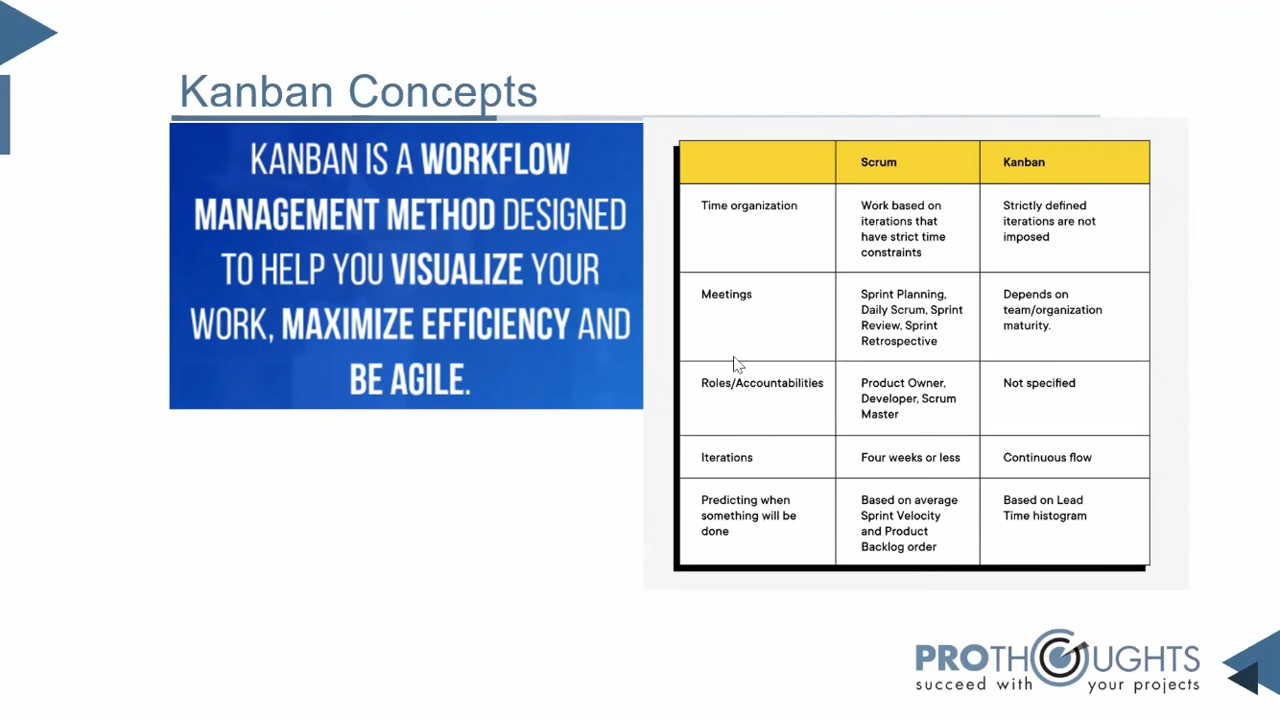 Kanban Concepts
KANBAN IS A WORKFLOW
MANAGEMENT METHOD DESIGNED
TO HELP YOU VISUALIZE YOUR
WORK, MAXIMIZE EFFICIENCY AND
BE AGILE.
Scrum
Kanban
Time organization
Work based on
iterations that
have strict time
constraints
Strictly defined
iterations are not
imposed
Meetings
Sprint Planning,
Daily Scrum, Sprint
Review, Sprint
Retrospective
Depends on
team/organization
maturity.
Roles/Accountabilities
Product Owner,
Developer, Scrum
Master
Not specified
Iterations
Four weeks or less
Continuous flow
Predicting when
something will be
done
Based on average
Sprint Velocity
and Product
Backlog order
Based on Lead
Time histogram
PROTHOUGHTS
succeed with your projects